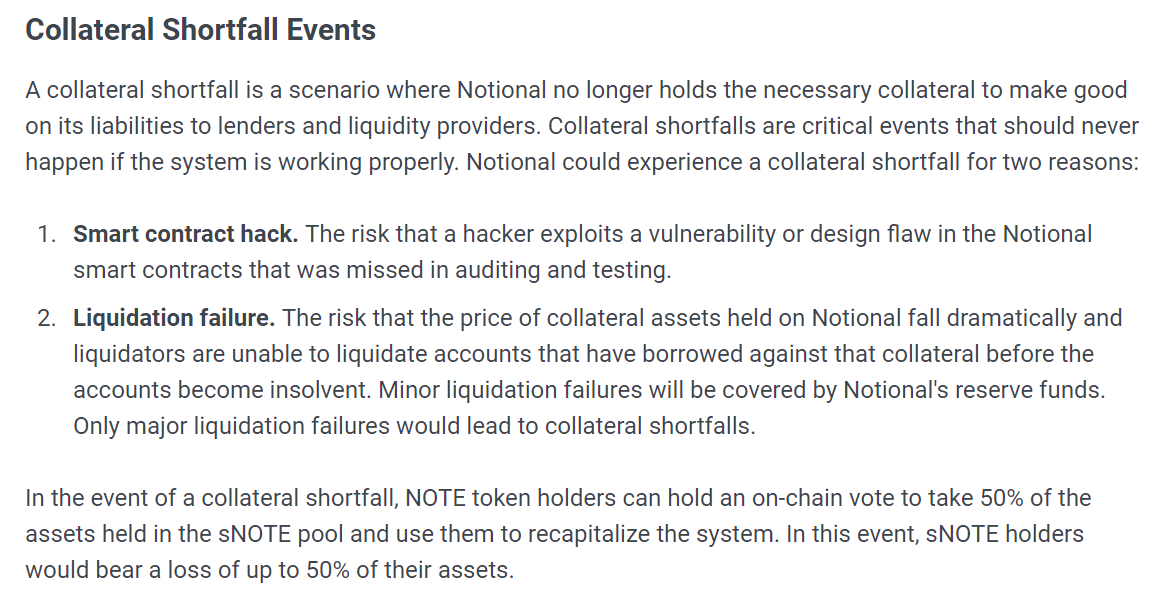 Collateral Shortfall Events
A collateral shortfall is a scenario where Notional no longer holds the necessary collateral to make good
on its liabilities to lenders and liquidity providers. Collateral shortfalls are critical events that should never
happen if the system is working properly. Notional could experience a collateral shortfall for two reasons:
1. Smart contract hack. The risk that a hacker exploits a vulnerability or design flaw in the Notional
smart contracts that was missed in auditing and testing.
2. Liquidation failure. The risk that the price of collateral assets held on Notional fall dramatically and
liquidators are unable to liquidate accounts that have borrowed against that collateral before the
accounts become insolvent. Minor liquidation failures will be covered by Notional's reserve funds.
Only major liquidation failures would lead to collateral shortfalls.
In the event of a collateral shortfall, NOTE token holders can hold an on-chain vote to take 50% of the
assets held in the sNOTE pool and use them to recapitalize the system. In this event, sNOTE holders
would bear a loss of up to 50% of their assets.